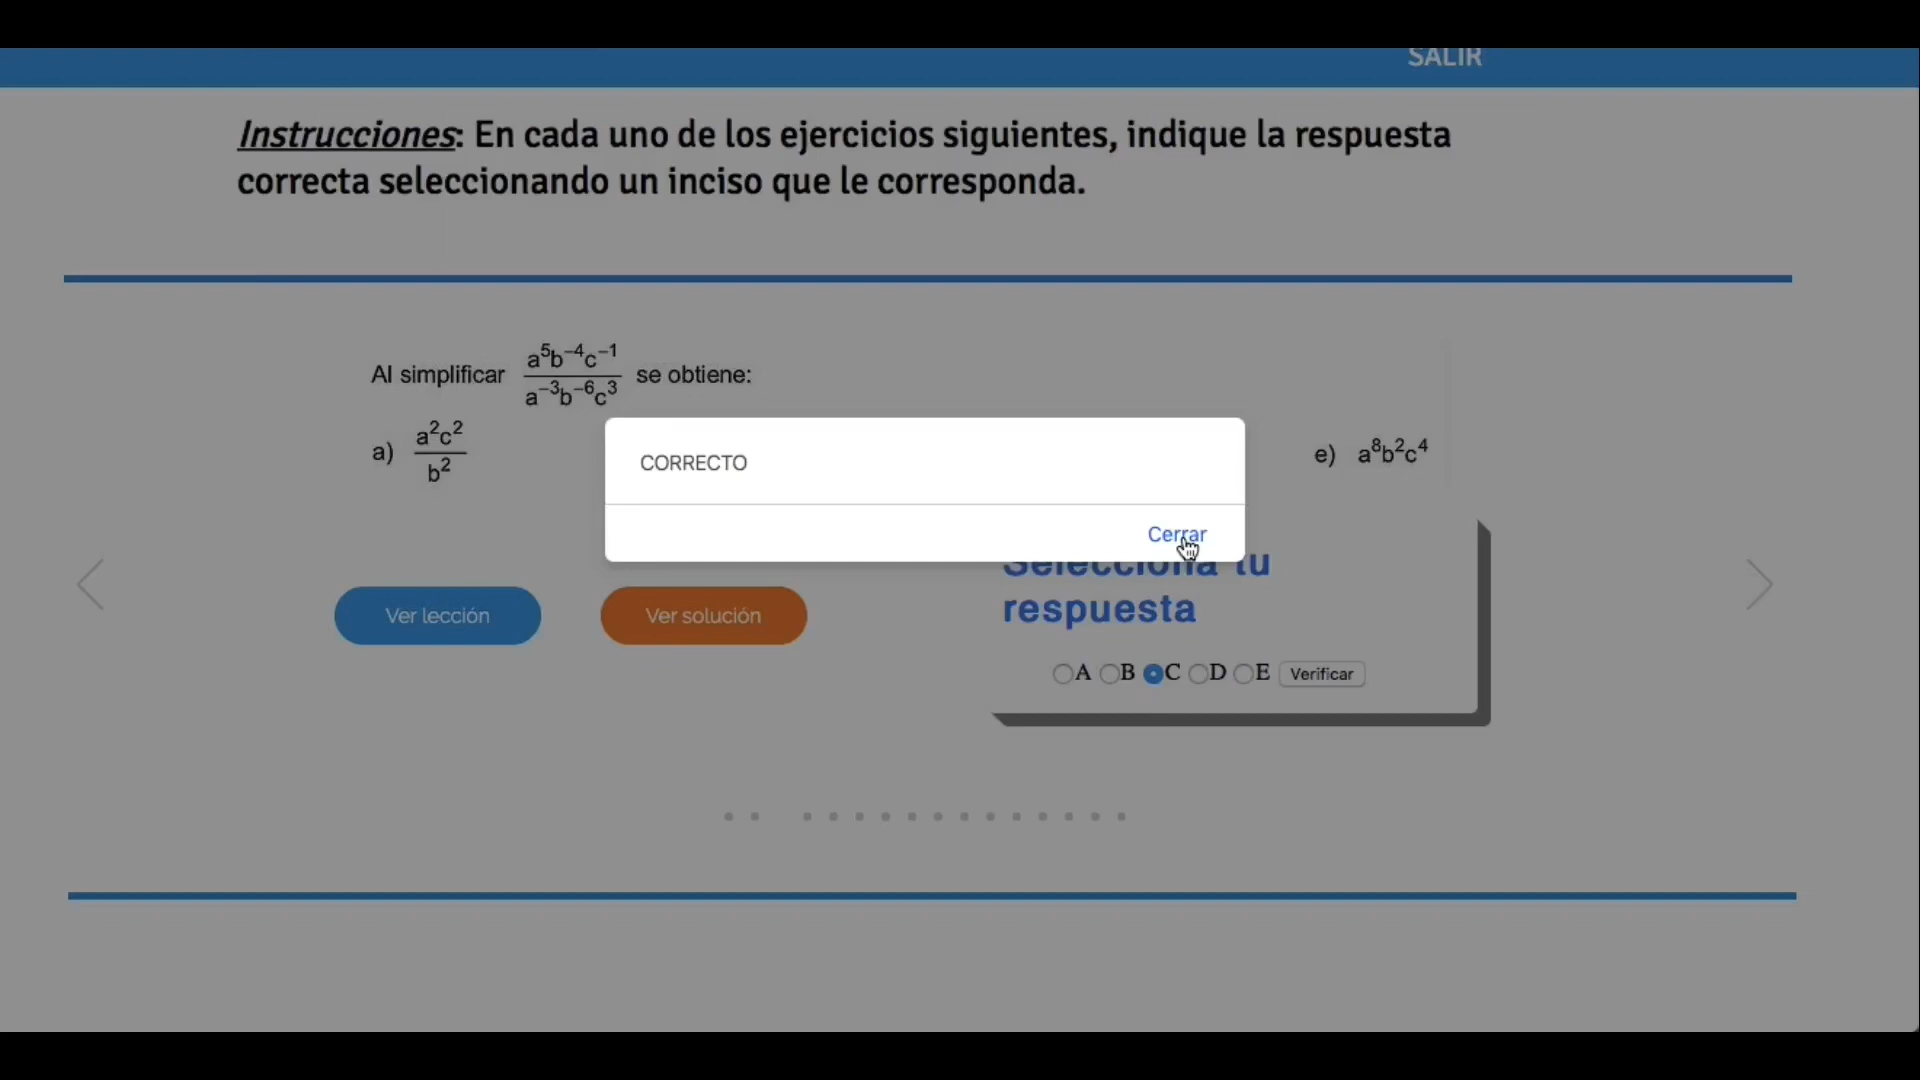 SALIR
Instrucciones: En cada uno de los ejercicios siguientes, indique la respuesta
correcta seleccionando un inciso que le corresponda.
Al simplificar a⁵b⁻⁴c⁻¹ / a⁻³b⁻⁶c³ se obtiene:
a) a²c² / b²
e) a⁸b²c⁴
CORRECTO
Cerrar
Selecciona tu
respuesta
Ver lección
Ver solución
A B C D E Verificar